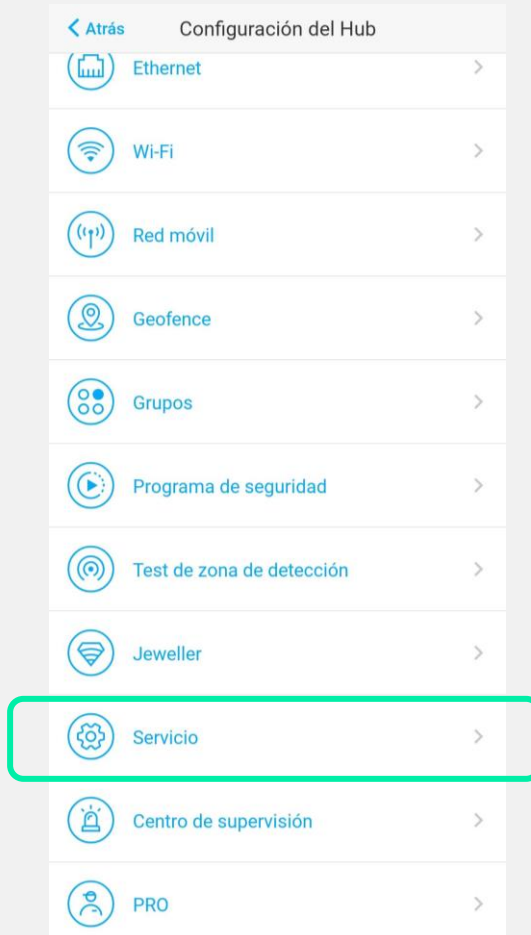 Atrás Configuración del Hub
Ethernet
Wi-Fi
Red móvil
Geofence
Grupos
Programa de seguridad
Test de zona de detección
Jeweller
Servicio
Centro de supervisión
PRO